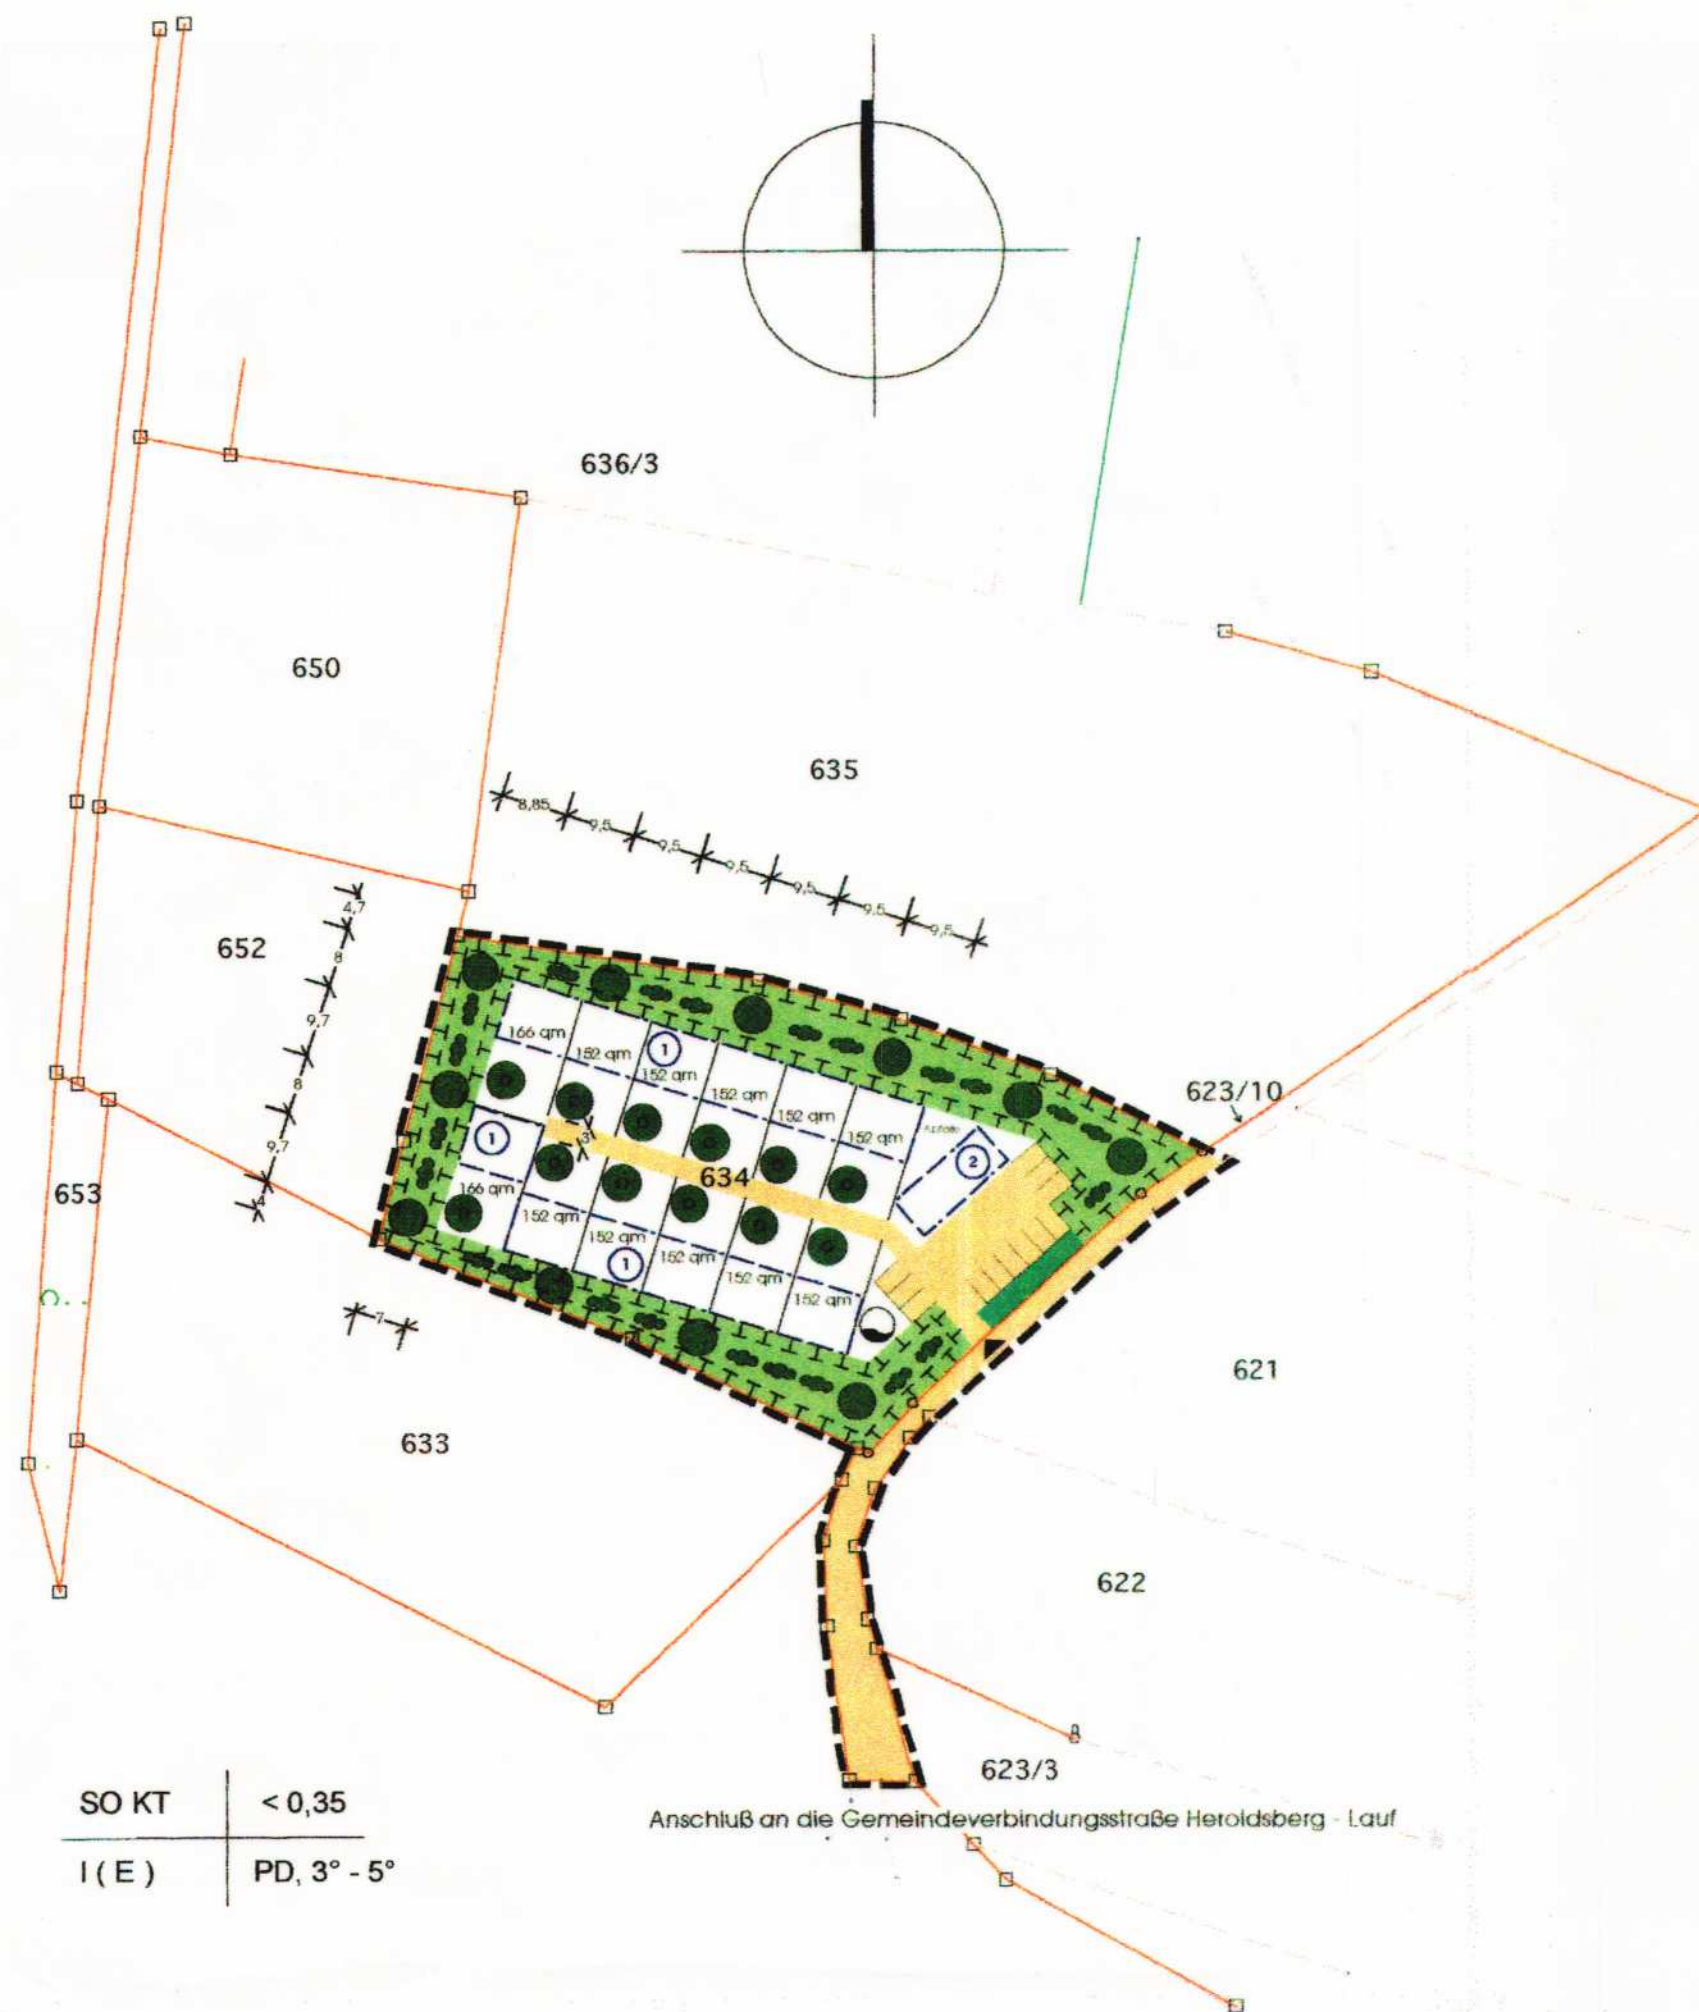 636/3
650
635
8,85
9,5
9,5
9,5
9,5
9,5
9,5
652
4,7
8
9,7
8
9,7
4
653
166 qm
152 qm
1
152 qm
152 qm
152 qm
152 qm
623/10
1
3
634
2
166 qm
152 qm
152 qm
1
152 qm
152 qm
152 qm
7
633
621
622
623/3
Anschluß an die Gemeindeverbindungsstraße Heroldsberg - Lauf
SO KT < 0,35
I ( E ) PD, 3° - 5°